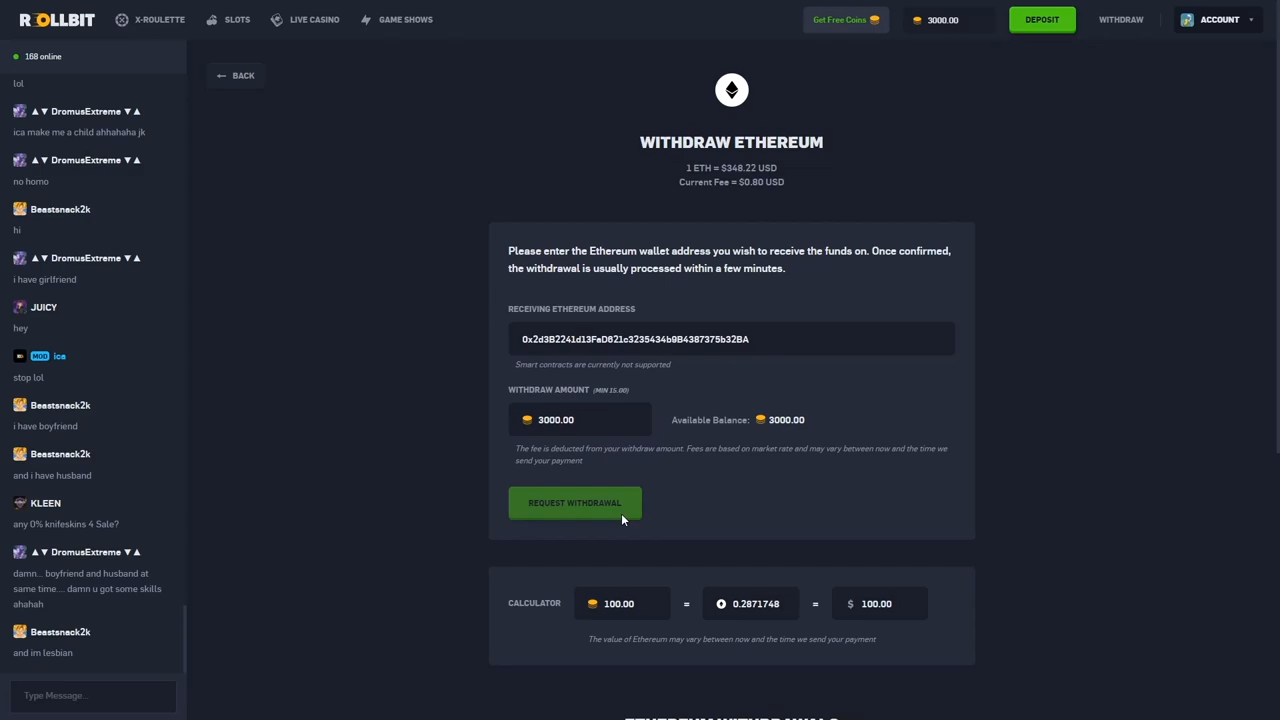 ROLLBIT
X-ROULETTE
SLOTS
LIVE CASINO
GAME SHOWS
Get Free Coins
3000.00
DEPOSIT
WITHDRAW
ACCOUNT
168 online
lol
▲▼ DromusExtreme ▼▲
ica make me a child ahhahaha jk
▲▼ DromusExtreme ▼▲
no homo
Beastsnack2k
hi
▲▼ DromusExtreme ▼▲
i have girlfriend
JUICY
hey
MOD ica
stop lol
Beastsnack2k
i have boyfriend
Beastsnack2k
and i have husband
KLEEN
any 0% knifeskins 4 Sale?
▲▼ DromusExtreme ▼▲
damn... boyfriend and husband at
same time.... damn u got some skills
ahahah
Beastsnack2k
and im lesbian
Type Message...
← BACK
WITHDRAW ETHEREUM
1 ETH = $348.22 USD
Current Fee = $0.80 USD
Please enter the Ethereum wallet address you wish to receive the funds on. Once confirmed,
the withdrawal is usually processed within a few minutes.
RECEIVING ETHEREUM ADDRESS
0x2d3B2241d13FaD621c3235434b9B4387375b32BA
Smart contracts are currently not supported
WITHDRAW AMOUNT (MIN 15.00)
3000.00
Available Balance: 3000.00
The fee is deducted from your withdraw amount. Fees are based on market rate and may vary between now and the time we
send your payment
REQUEST WITHDRAWAL
CALCULATOR
100.00 = 0.2871748 = $ 100.00
The value of Ethereum may vary between now and the time we send your payment
ETHEREUM WITHDRAWALS